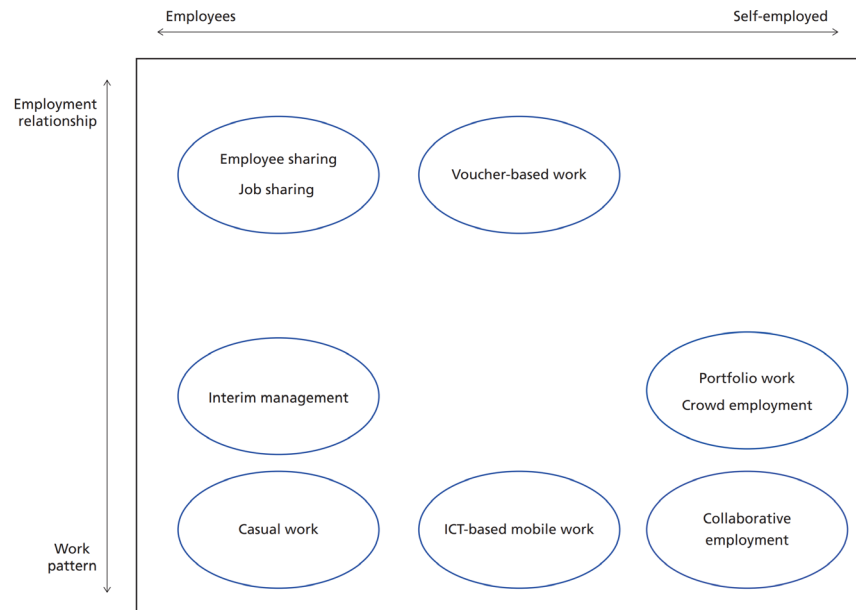 Employees
Self-employed
Employment
relationship
Employee sharing
Job sharing
Voucher-based work
Interim management
Portfolio work
Crowd employment
Casual work
ICT-based mobile work
Collaborative
employment
Work
pattern